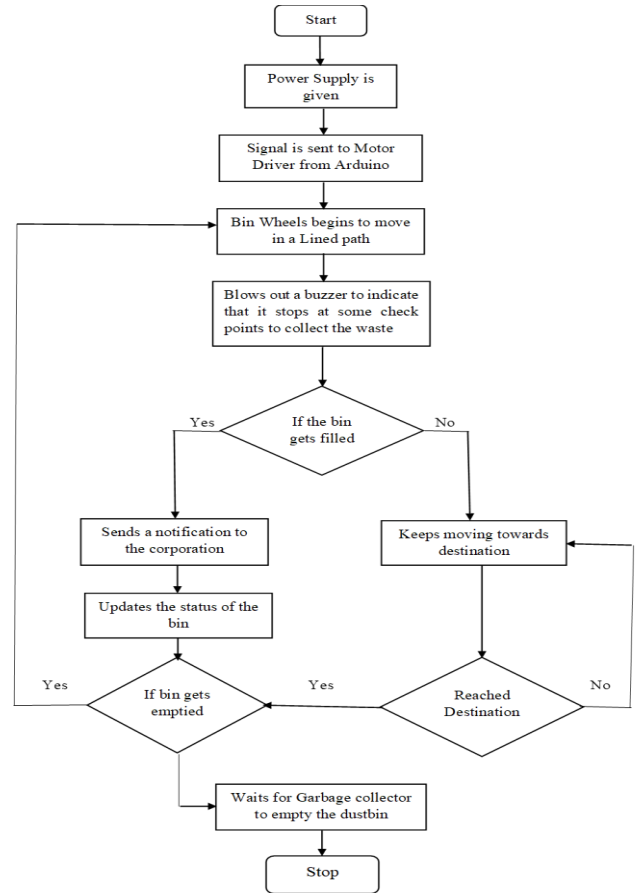 Start
Power Supply is
given
Signal is sent to Motor
Driver from Arduino
Bin Wheels begins to move
in a Lined path
Blows out a buzzer to indicate
that it stops at some check
points to collect the waste
Yes
If the bin
gets filled
No
Sends a notification to
the corporation
Keeps moving towards
destination
Updates the status of the
bin
Yes
If bin gets
emptied
Yes
Reached
Destination
No
Waits for Garbage collector
to empty the dustbin
Stop